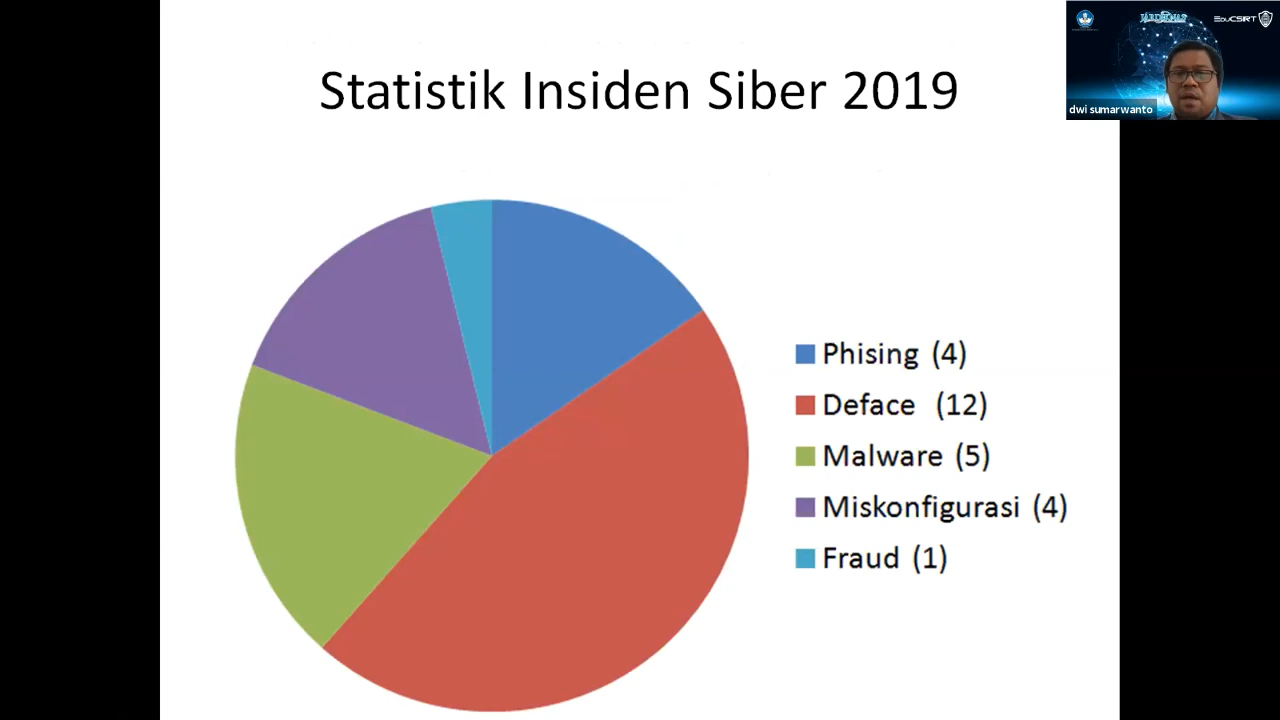 Statistik Insiden Siber 2019
EduCSIRT
dwi sumarwanto
Phising (4)
Deface (12)
Malware (5)
Miskonfigurasi (4)
Fraud (1)